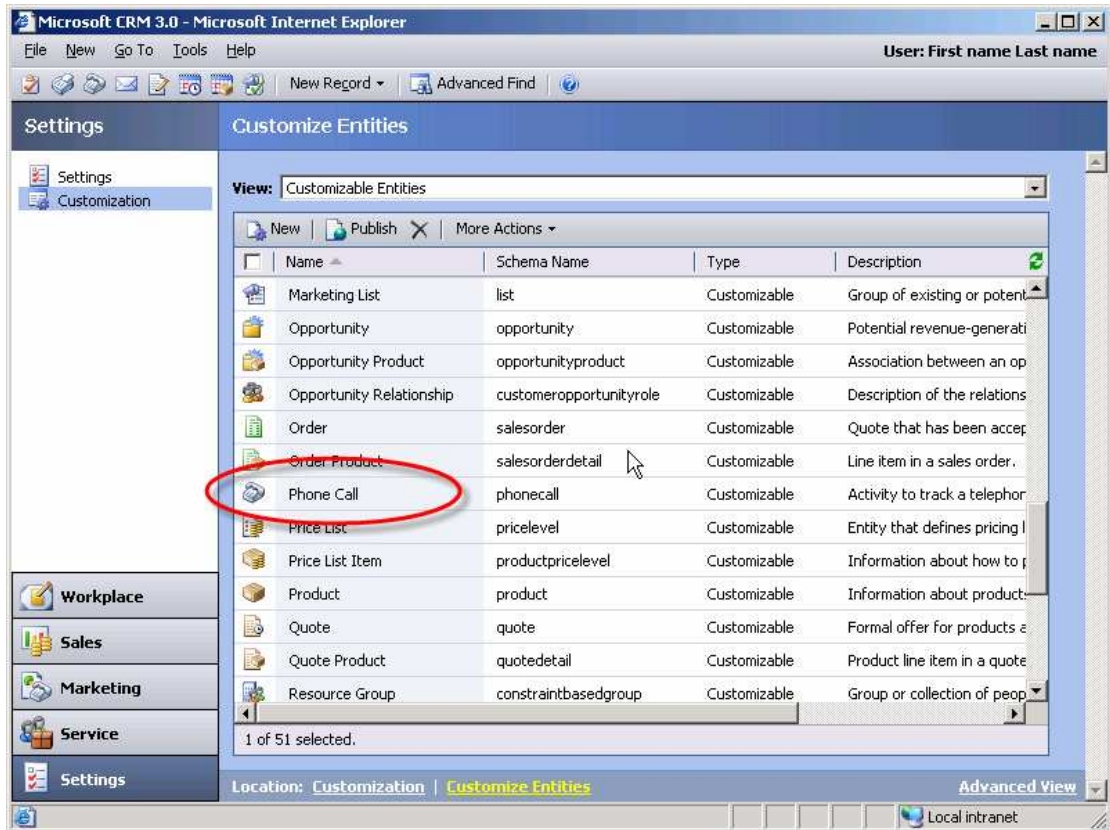 Microsoft CRM 3.0 - Microsoft Internet Explorer
File New Go To Tools Help
User: First name Last name
New Record
Advanced Find
Settings
Customize Entities
Settings
Customization
View: Customizable Entities
New | Publish | More Actions
Name Schema Name Type Description
Marketing List list Customizable Group of existing or potent
Opportunity opportunity Customizable Potential revenue-generati
Opportunity Product opportunityproduct Customizable Association between an op
Opportunity Relationship customeropportunityrole Customizable Description of the relations
Order salesorder Customizable Quote that has been accep
Order Product salesorderdetail Customizable Line item in a sales order.
Phone Call phonecall Customizable Activity to track a telephon
Price List pricelevel Customizable Entity that defines pricing l
Price List Item productpricelevel Customizable Information about how to p
Product product Customizable Information about products
Quote quote Customizable Formal offer for products a
Quote Product quotedetail Customizable Product line item in a quote
Resource Group constraintbasedgroup Customizable Group or collection of peop
1 of 51 selected.
Workplace
Sales
Marketing
Service
Settings
Location: Customization | Customize Entities
Advanced View
Local intranet